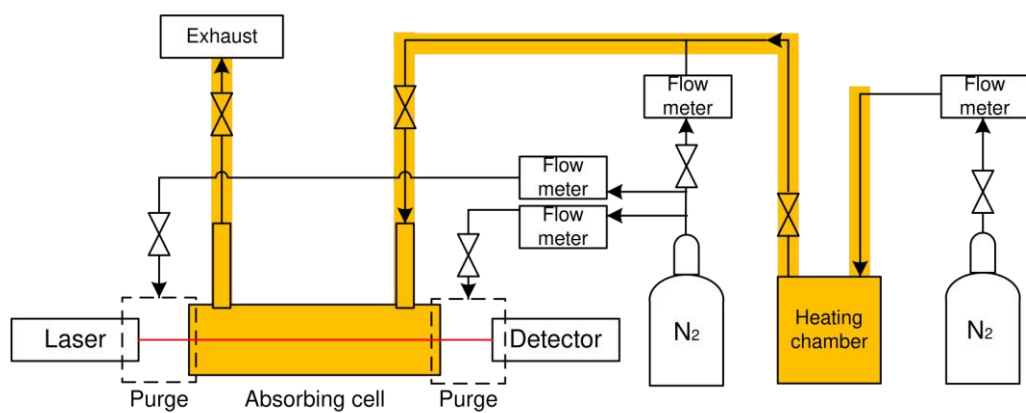 Exhaust
Flow
meter
Flow
meter
Flow
meter
Flow
meter
Laser
Detector
N2
Heating
chamber
N2
Purge
Absorbing cell
Purge